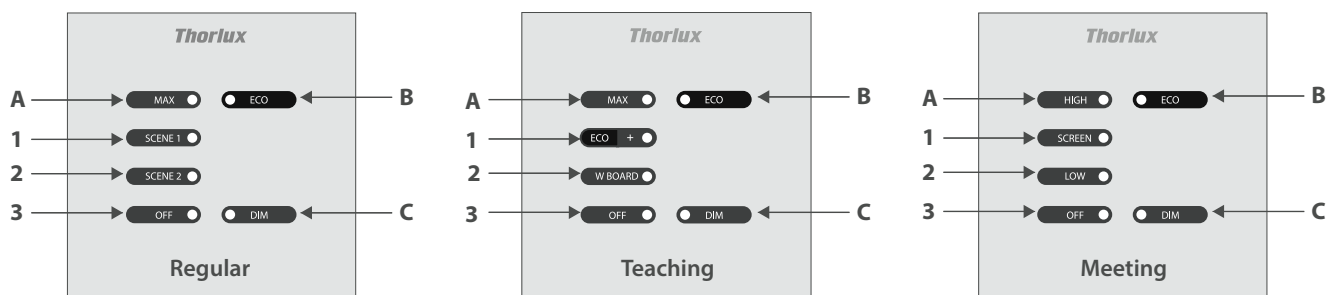 Thorlux Thorlux Thorlux
A MAX ECO B A MAX ECO B A HIGH ECO B
1 SCENE 1 1 ECO + 1 SCREEN
2 SCENE 2 2 W BOARD 2 LOW
3 OFF DIM C 3 OFF DIM C 3 OFF DIM C
Regular Teaching Meeting